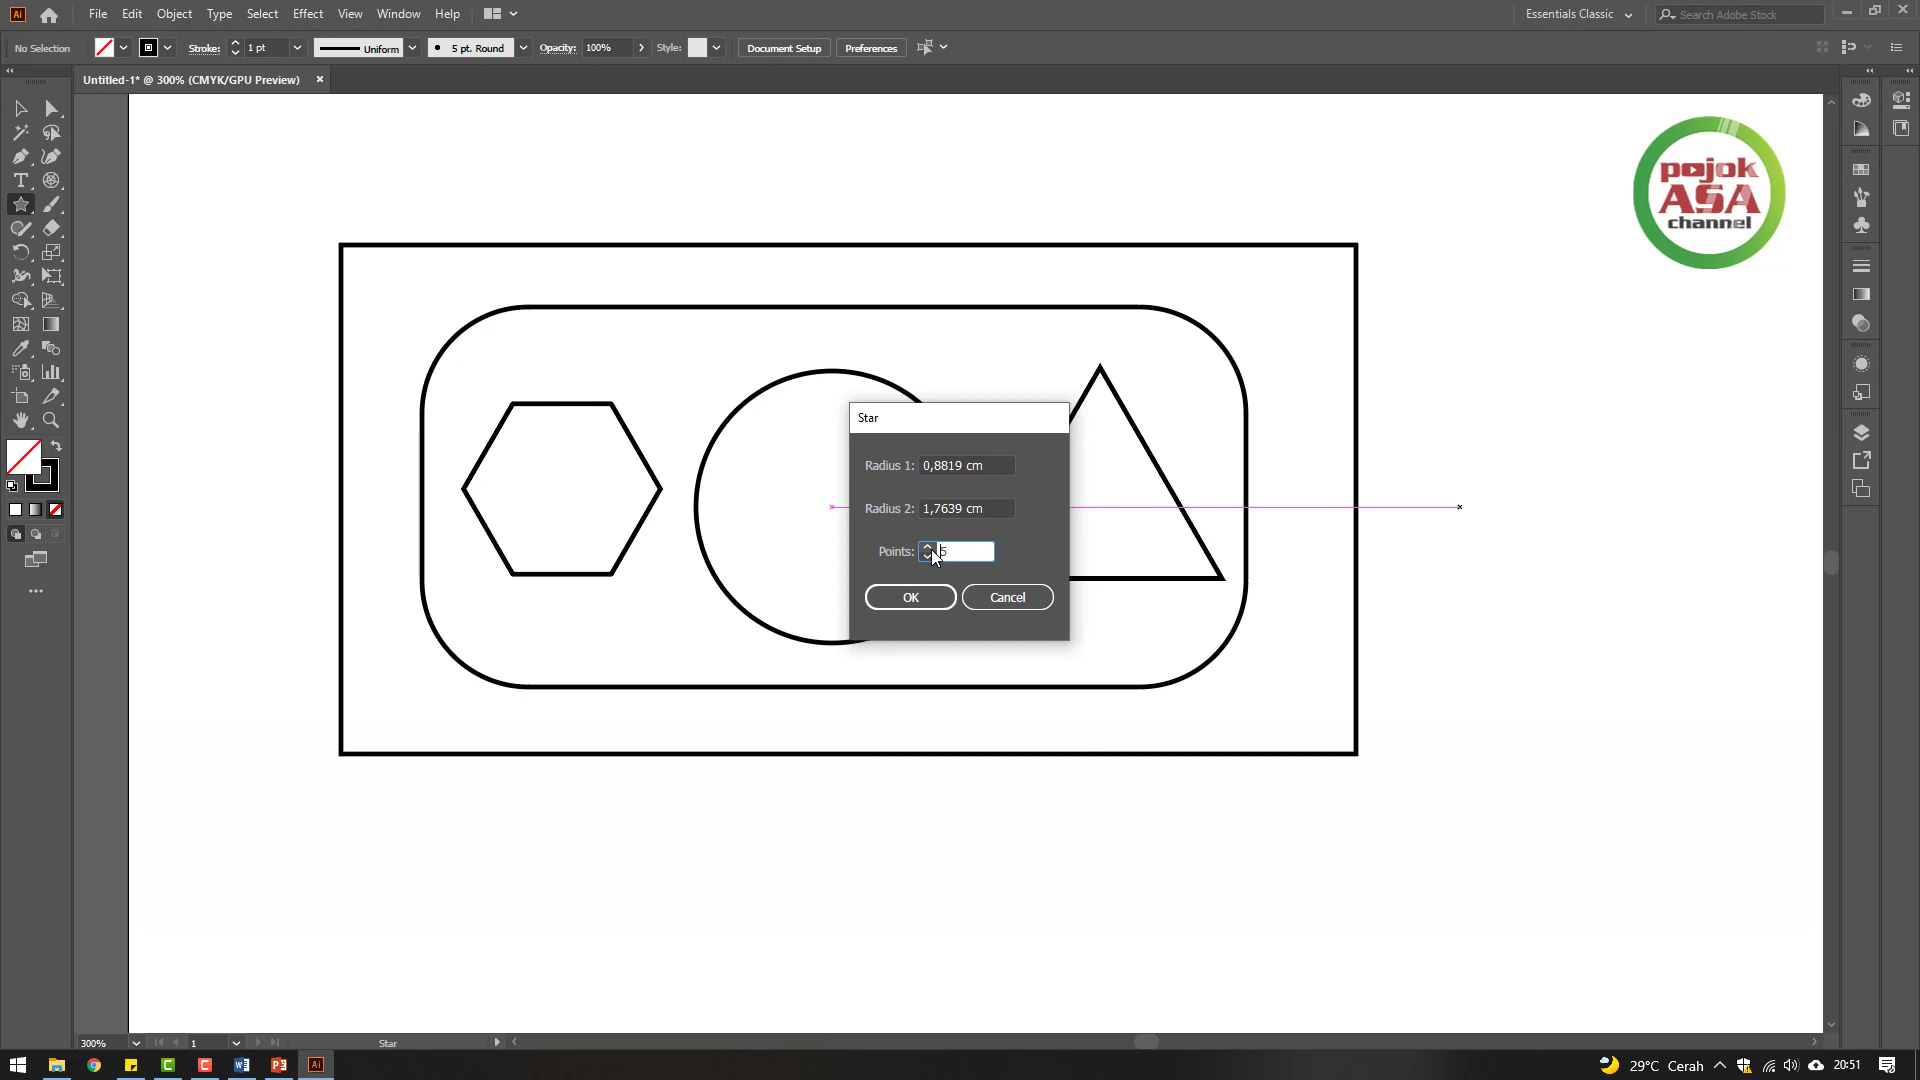 Ai File Edit Object Type Select Effect View Window Help Essentials Classic Search Adobe Stock
No Selection Stroke: 1 pt Uniform 5 pt. Round Opacity: 100% Style: Document Setup Preferences
Untitled-1* @ 300% (CMYK/GPU Preview)
pojok
ASA
channel
Star
Radius 1: 0,8819 cm
Radius 2: 1,7639 cm
Points: 5
OK Cancel
300% 1 Star
29°C Cerah 20:51